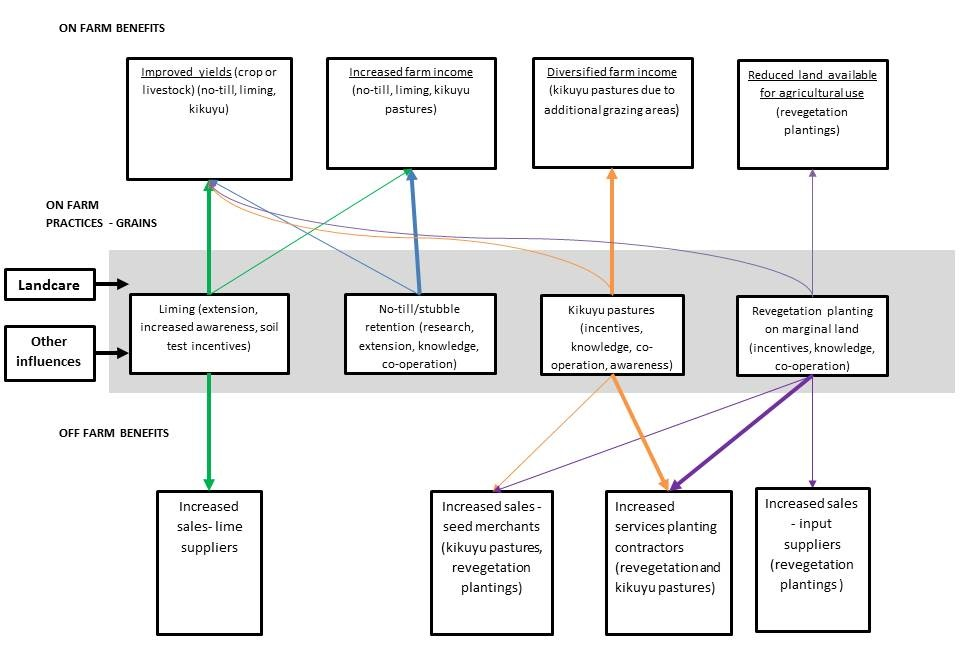 ON FARM BENEFITS
Improved yields (crop or
livestock) (no-till, liming,
kikuyu)
Increased farm income
(no-till, liming, kikuyu
pastures)
Diversified farm income
(kikuyu pastures due to
additional grazing areas)
Reduced land available
for agricultural use
(revegetation
plantings)
ON FARM
PRACTICES - GRAINS
Landcare
Other
influences
Liming (extension,
increased awareness, soil
test incentives)
No-till/stubble
retention (research,
extension, knowledge,
co-operation)
Kikuyu pastures
(incentives,
knowledge, co-
operation, awareness)
Revegetation planting
on marginal land
(incentives, knowledge,
co-operation)
OFF FARM BENEFITS
Increased
sales- lime
suppliers
Increased sales -
seed merchants
(kikuyu pastures,
revegetation
plantings)
Increased
services planting
contractors
(revegetation and
kikuyu pastures)
Increased sales
- input
suppliers
(revegetation
plantings )